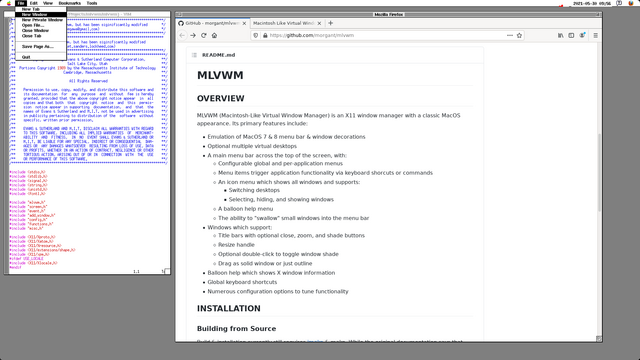 File Edit View Go Bookmarks Tools
New Tab
New Window
New Private Window
Open File...
Close Window
Close Tab
Save Page As...
Quit
2021-05-30 09:56
but has been significantly modified
but has been significantly modified
Evans & Sutherland Computer Corporation,
Salt Lake City, Utah
Portions Copyright 1989 by the Massachusetts Institute of Technology
Cambridge, Massachusetts
All Rights Reserved
Permission to use, copy, modify, and distribute this software and
its documentation for any purpose and without fee is hereby
granted, provided that the above copyright notice appear in all
copies and that both that copyright notice and this permis-
sion notice appear in supporting documentation, and that the
names of Evans & Sutherland and M.I.T. not be used in advertising
in publicity pertaining to distribution of the software without
specific, written prior permission.
EVANS & SUTHERLAND AND M.I.T. DISCLAIM ALL WARRANTIES WITH REGARD
TO THIS SOFTWARE, INCLUDING ALL IMPLIED WARRANTIES OF MERCHANT-
ABILITY AND FITNESS, IN NO EVENT SHALL EVANS & SUTHERLAND OR
M.I.T. BE LIABLE FOR ANY SPECIAL, INDIRECT OR CONSEQUENTIAL DAM-
AGES OR ANY DAMAGES WHATSOEVER RESULTING FROM LOSS OF USE, DATA
OR PROFITS, WHETHER IN AN ACTION OF CONTRACT, NEGLIGENCE OR OTHER
TORTIOUS ACTION, ARISING OUT OF OR IN CONNECTION WITH THE USE
OR PERFORMANCE OF THIS SOFTWARE.
#include <stdio.h>
#include <stdlib.h>
#include <signal.h>
#include <string.h>
#include <unistd.h>
#include <fcntl.h>
#include "mlvwm.h"
#include "screen.h"
#include "event.h"
#include "add_window.h"
#include "config.h"
#include "functions.h"
#include "misc.h"
#include <X11/Xproto.h>
#include <X11/Xatom.h>
#include <X11/Xresource.h>
#include <X11/extensions/shape.h>
#include <X11/Xos.h>
#ifdef USE_LOCALE
#include <X11/Xlocale.h>
#endif
1,1
Mozilla Firefox
GitHub - morgant/mlvwm
Macintosh Like Virtual Wind
https://github.com/morgant/mlvwm
README.md
MLVWM
OVERVIEW
MLVWM (Macintosh-Like Virtual Window Manager) is an X11 window manager with a classic MacOS
appearance. Its primary features include:
Emulation of MacOS 7 & 8 menu bar & window decorations
Optional multiple virtual desktops
A main menu bar across the top of the screen, with:
Configurable global and per-application menus
Menu items trigger application functionality via keyboard shorcuts or commands
An icon menu which shows all windows and supports:
Switching desktops
Selecting, hiding, and showing windows
A balloon help menu
The ability to "swallow" small windows into the menu bar
Windows which support:
Title bars with optional close, zoom, and shade buttons
Resize handle
Optional double-click to toggle window shade
Drag as solid window or just outline
Balloon help which shows X window information
Global keyboard shortcuts
Numerous configuration options to tune functionality
INSTALLATION
Building from Source